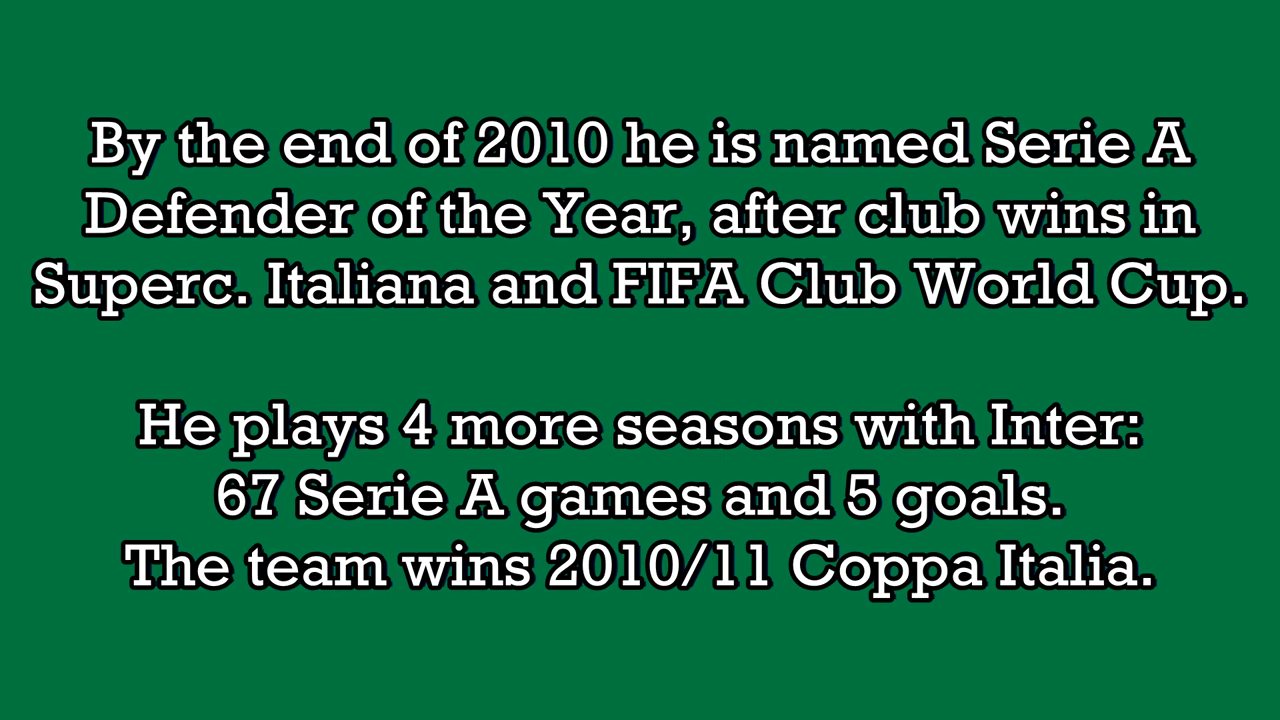 By the end of 2010 he is named Serie A
Defender of the Year, after club wins in
Superc. Italiana and FIFA Club World Cup.
He plays 4 more seasons with Inter:
67 Serie A games and 5 goals.
The team wins 2010/11 Coppa Italia.